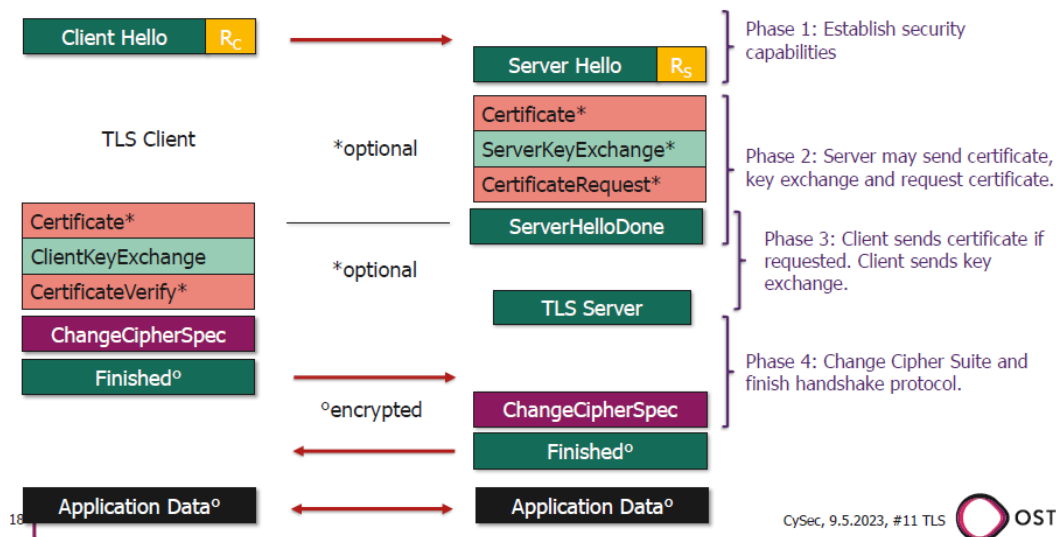 Client Hello
R_C
Phase 1: Establish security
capabilities
Server Hello
R_S
TLS Client
*optional
Certificate*
ServerKeyExchange*
CertificateRequest*
ServerHelloDone
Phase 2: Server may send certificate,
key exchange and request certificate.
Certificate*
ClientKeyExchange
CertificateVerify*
*optional
TLS Server
Phase 3: Client sends certificate if
requested. Client sends key
exchange.
ChangeCipherSpec
Finished°
°encrypted
ChangeCipherSpec
Finished°
Phase 4: Change Cipher Suite and
finish handshake protocol.
Application Data°
Application Data°
18
CySec, 9.5.2023, #11 TLS
OST